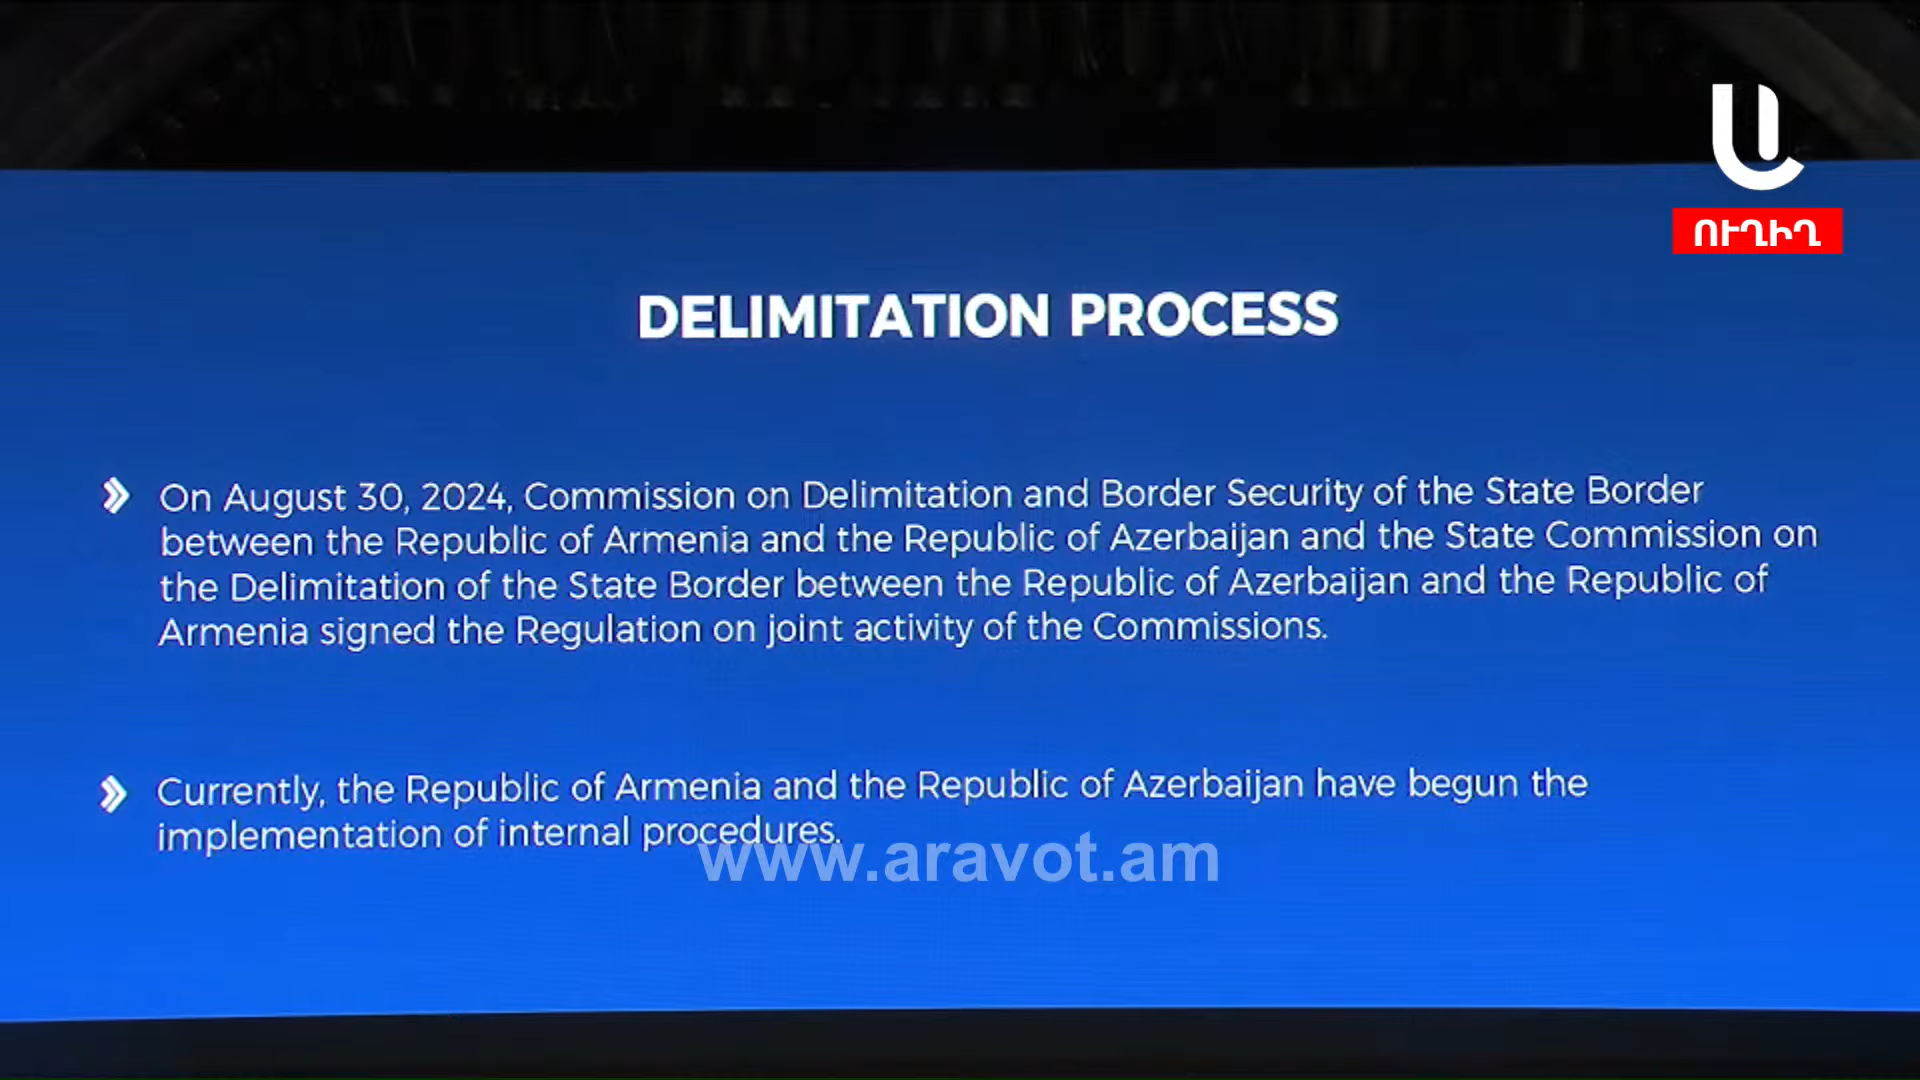 ՈՒՂԻՂ
DELIMITATION PROCESS
On August 30, 2024, Commission on Delimitation and Border Security of the State Border
between the Republic of Armenia and the Republic of Azerbaijan and the State Commission on
the Delimitation of the State Border between the Republic of Azerbaijan and the Republic of
Armenia signed the Regulation on joint activity of the Commissions.
Currently, the Republic of Armenia and the Republic of Azerbaijan have begun the
implementation of internal procedures.
www.aravot.am